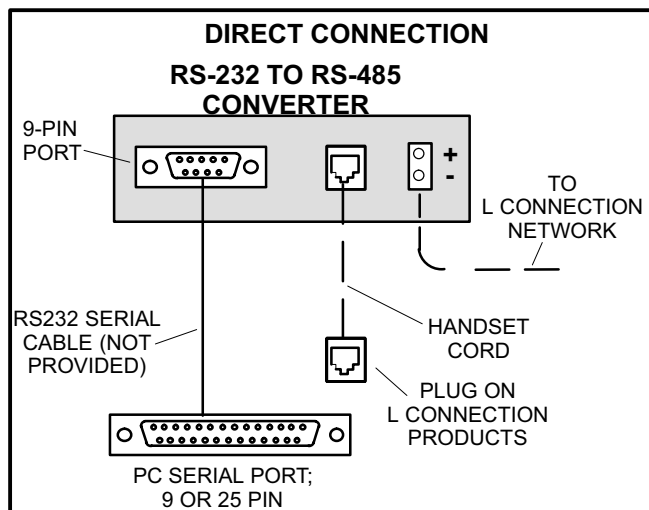 DIRECT CONNECTION
RS-232 TO RS-485
CONVERTER
9-PIN
PORT
+
-
TO
L CONNECTION
NETWORK
RS232 SERIAL
CABLE (NOT
PROVIDED)
HANDSET
CORD
PLUG ON
L CONNECTION
PRODUCTS
PC SERIAL PORT;
9 OR 25 PIN